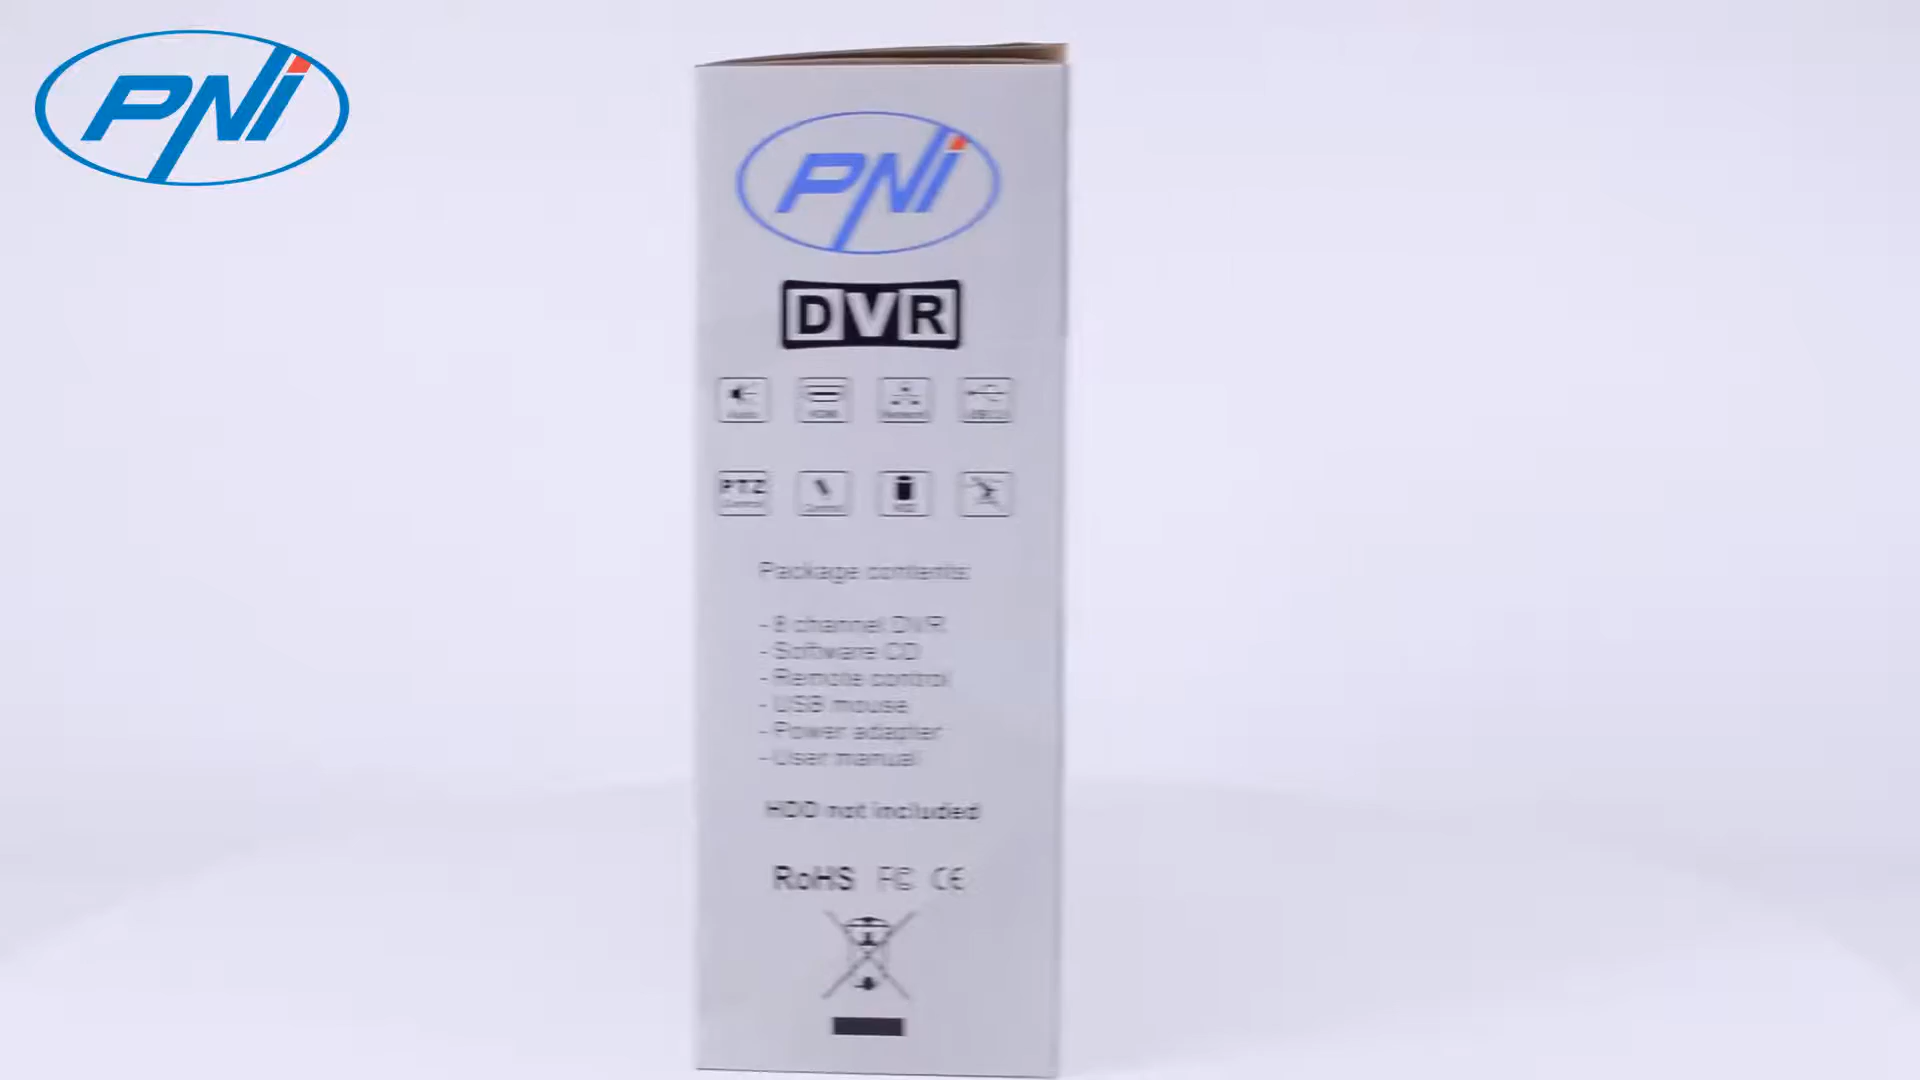 PNI
PNI
DVR
PTZ
Package contents:
- 8 channel DVR
- Software CD
- Remote control
- USB mouse
- Power adapter
- User manual
HDD not included
RoHS FC CE